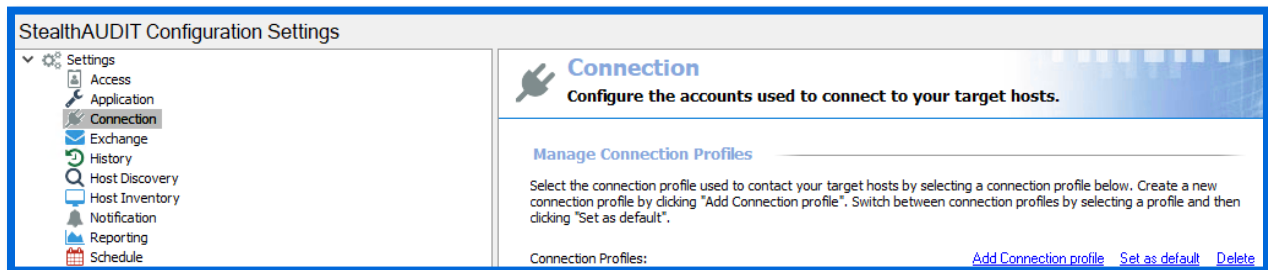 StealthAUDIT Configuration Settings
Settings
Access
Application
Connection
Exchange
History
Host Discovery
Host Inventory
Notification
Reporting
Schedule
Connection
Configure the accounts used to connect to your target hosts.
Manage Connection Profiles
Select the connection profile used to contact your target hosts by selecting a connection profile below. Create a new
connection profile by clicking "Add Connection profile". Switch between connection profiles by selecting a profile and then
clicking "Set as default".
Connection Profiles: Add Connection profile Set as default Delete